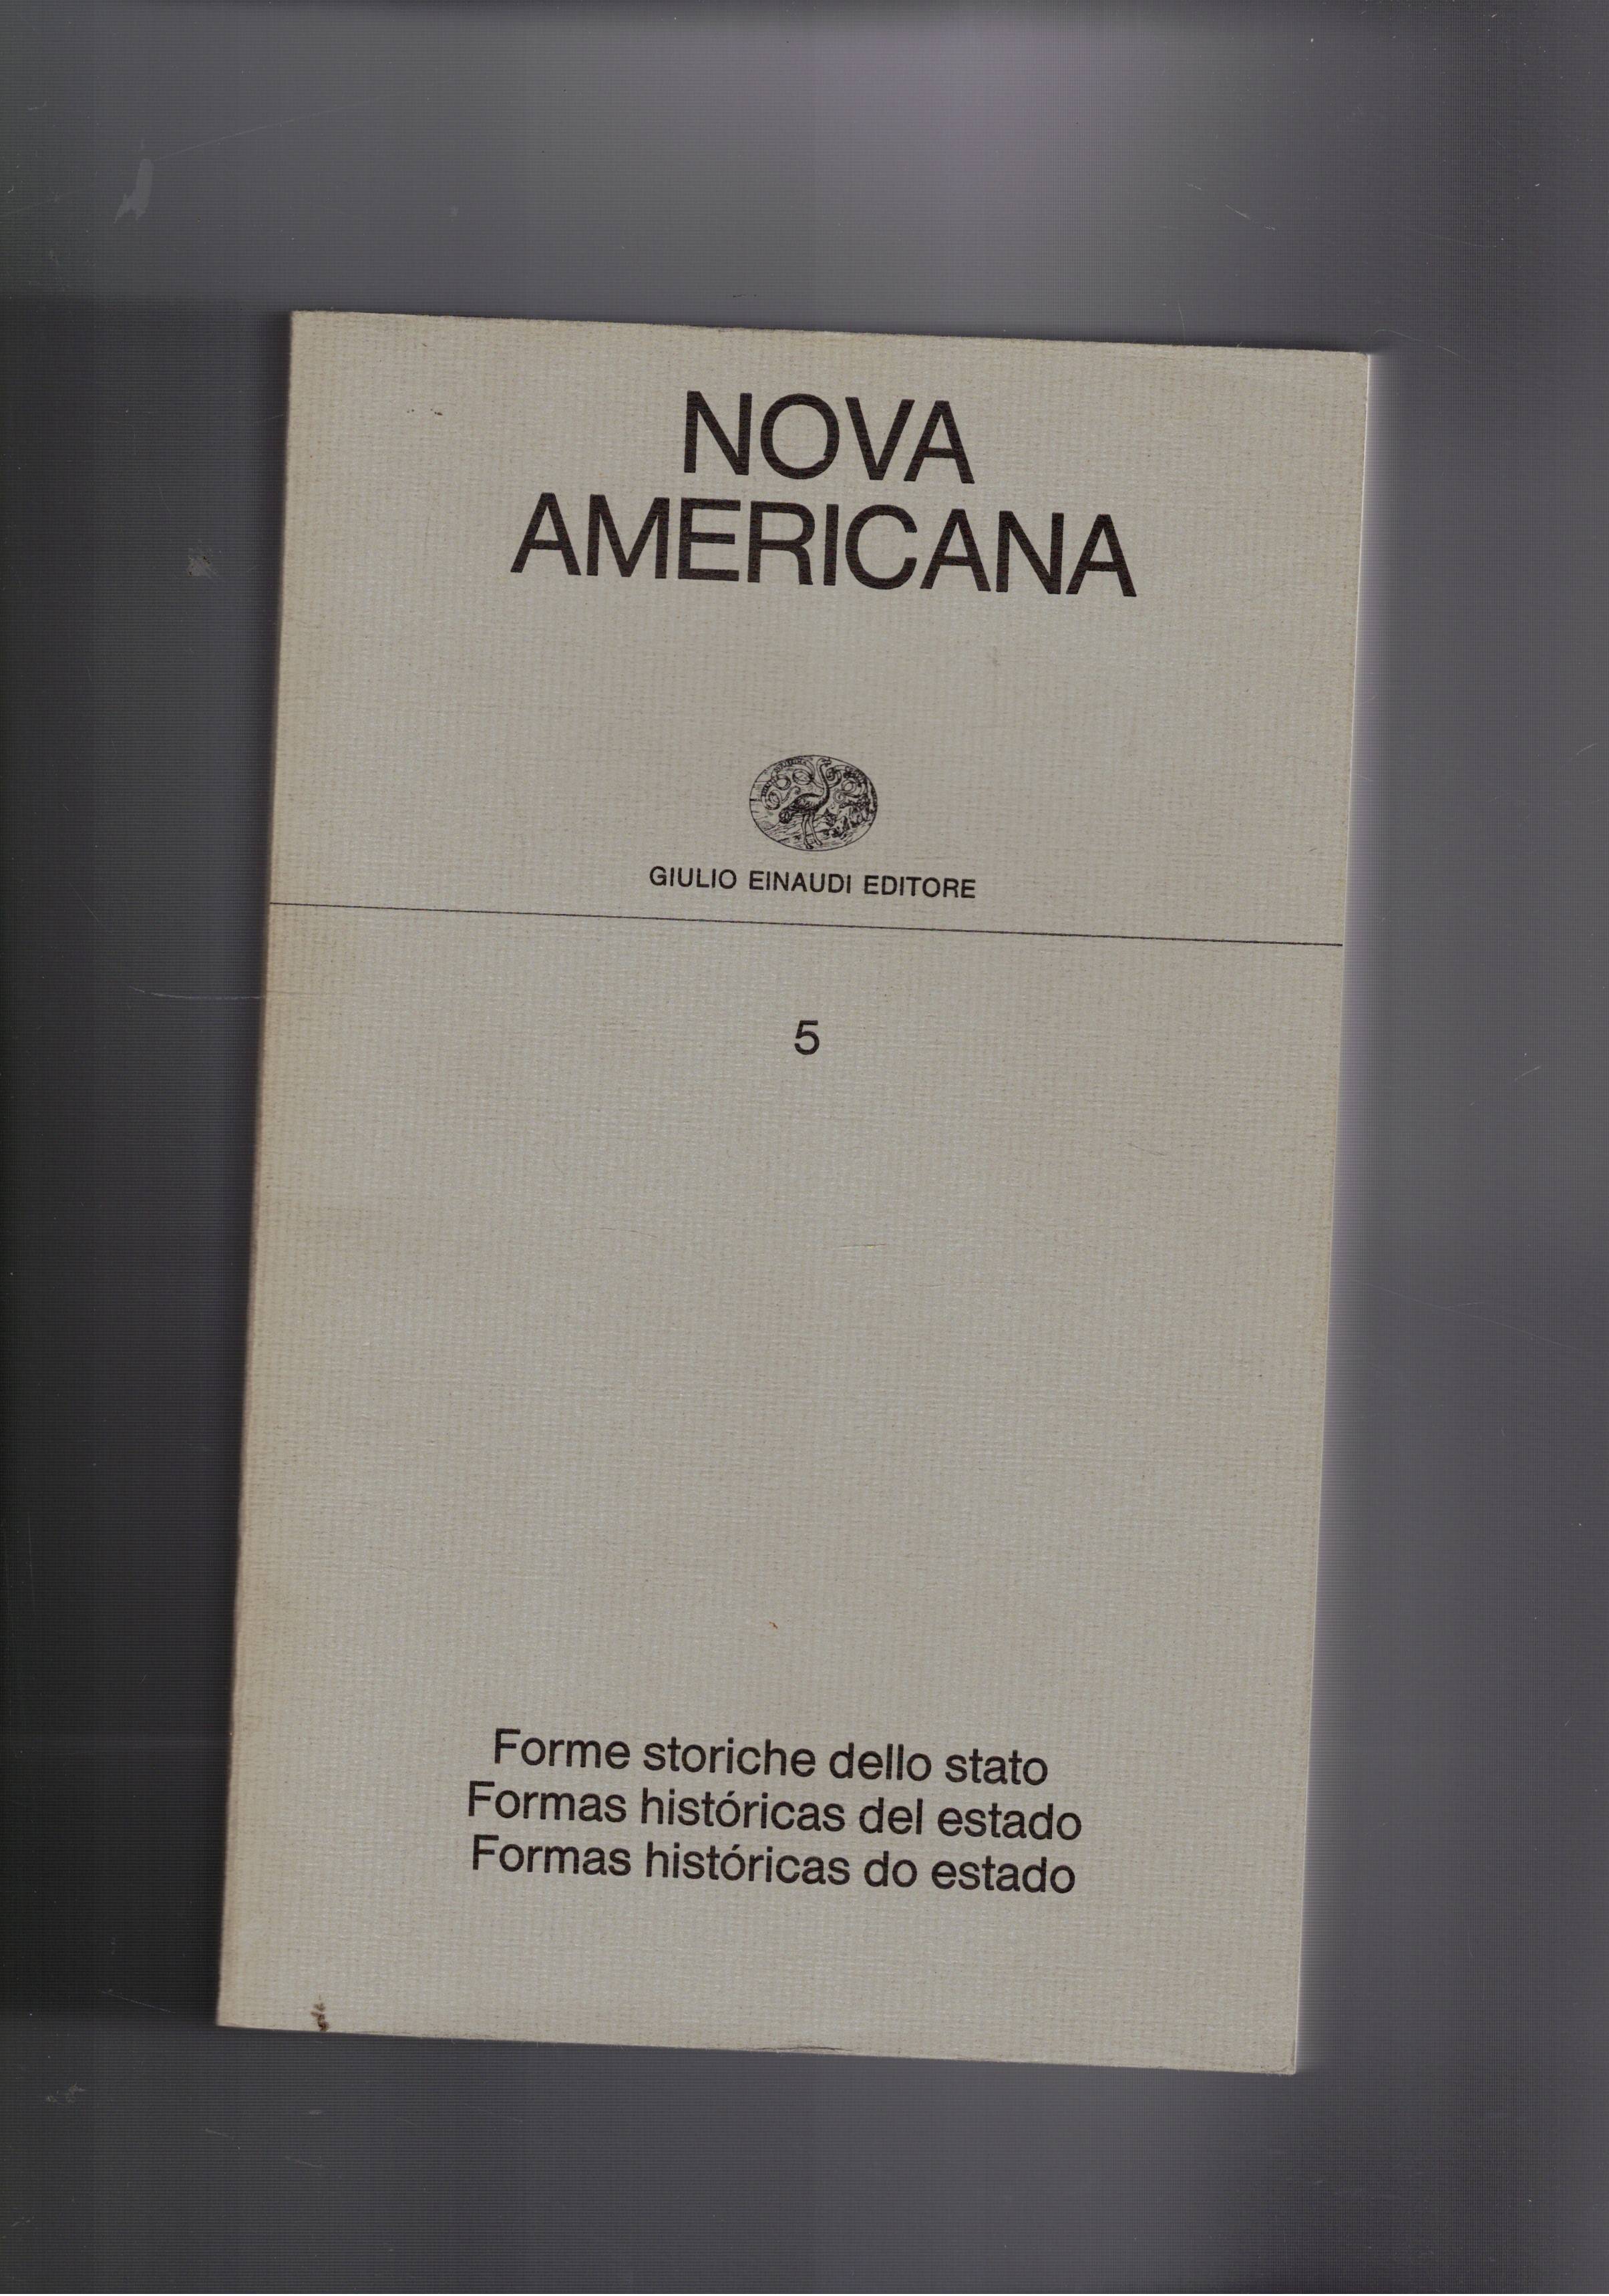 NOVA
AMERICANA
GIULIO EINAUDI EDITORE
5
Forme storiche dello stato
Formas históricas del estado
Formas históricas do estado